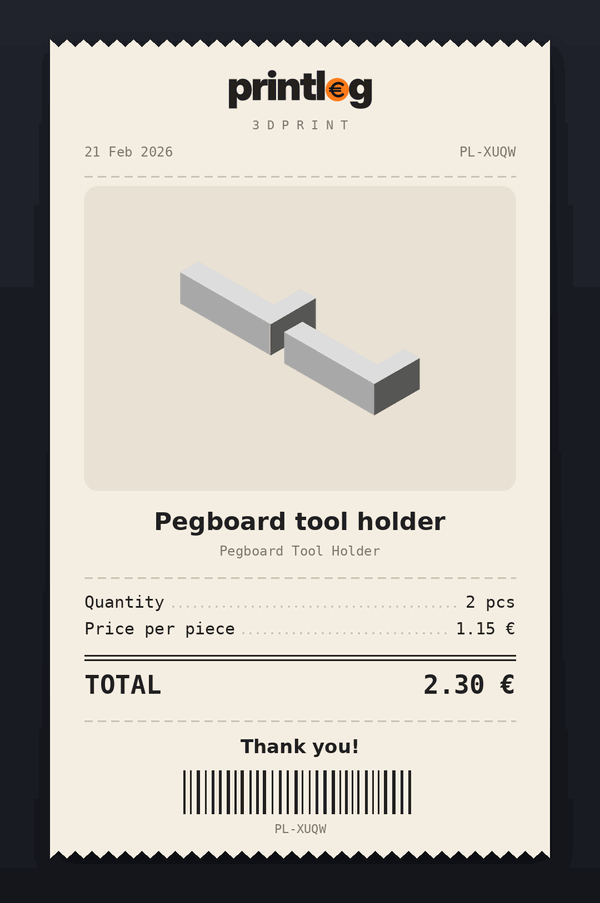 printl€g
3DPRINT
21 Feb 2026 PL-XUQW
Pegboard tool holder
Pegboard Tool Holder
Quantity 2 pcs
Price per piece 1.15 €
TOTAL 2.30 €
Thank you!
PL-XUQW